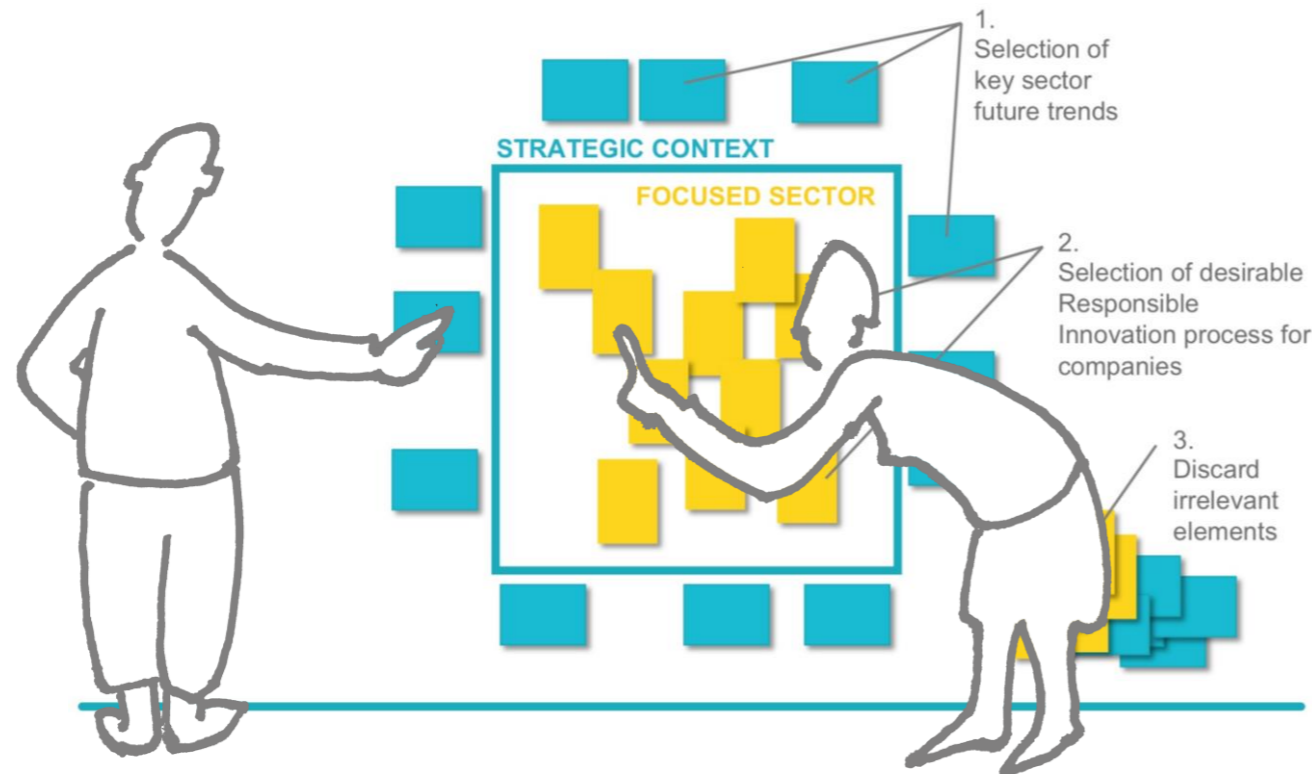 1.
Selection of
key sector
future trends
STRATEGIC CONTEXT
FOCUSED SECTOR
2.
Selection of desirable
Responsible
Innovation process for
companies
3.
Discard
irrelevant
elements